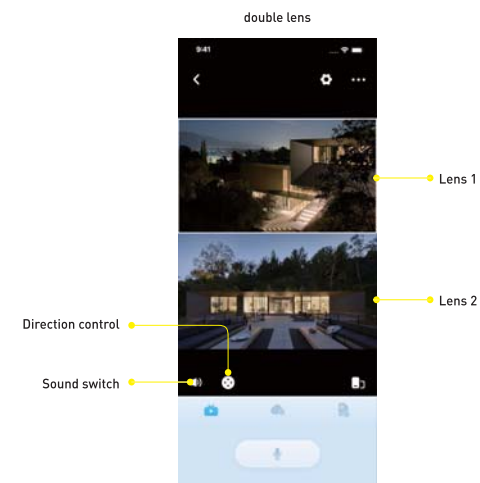 double lens
9:41
Lens 1
Lens 2
Direction control
Sound switch